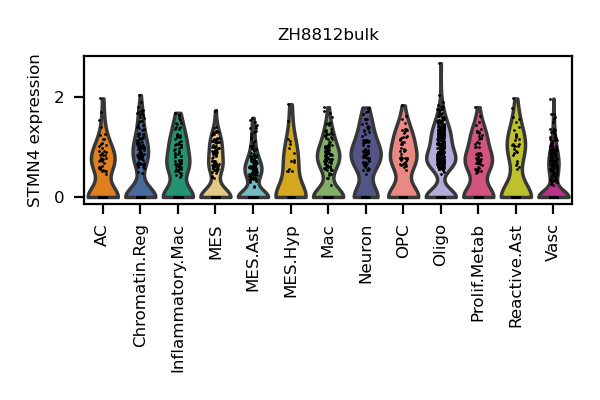 ZH8812bulk
STMN4 expression
2
0
AC
Chromatin.Reg
Inflammatory.Mac
MES
MES.Ast
MES.Hyp
Mac
Neuron
OPC
Oligo
Prolif.Metab
Reactive.Ast
Vasc